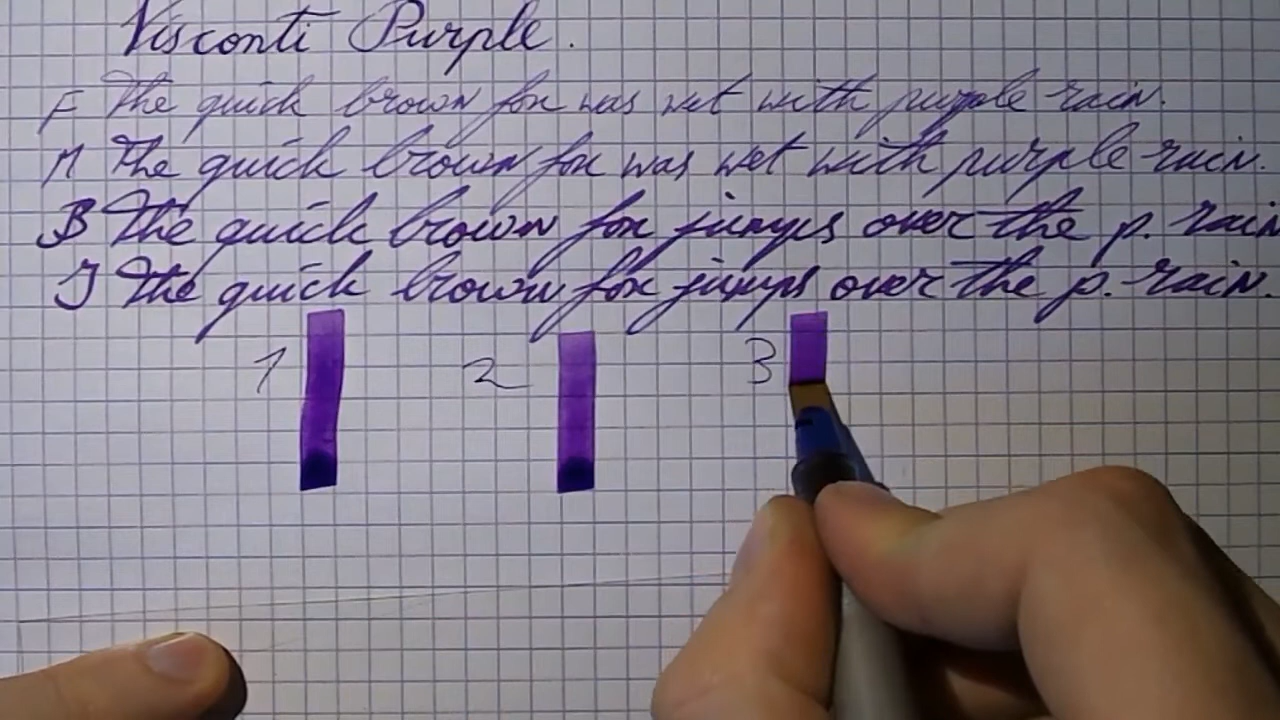 Visconti Purple.
F The quick brown fox was wet with purple rain.
M The quick brown fox was wet with purple rain.
B The quick brown fox jumps over the p. rain
J The quick brown fox jumps over the p. rain.
1 2 3